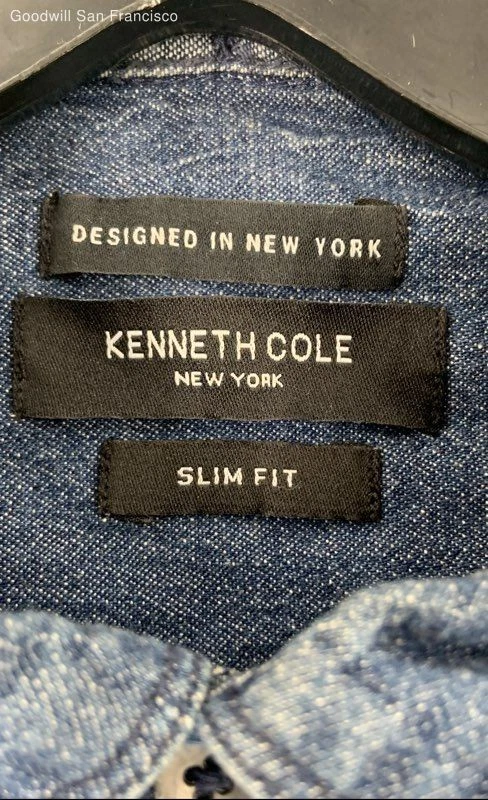 Goodwill San Francisco
DESIGNED IN NEW YORK
KENNETH COLE
NEW YORK
SLIM FIT